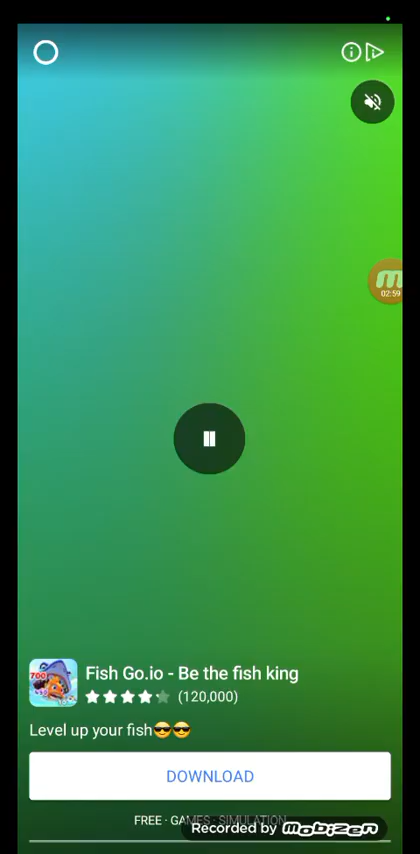 m
02:59
700
Fish Go.io - Be the fish king
(120,000)
Level up your fish😎😎
DOWNLOAD
FREE · GAMES · SIMULATION
Recorded by mobizen